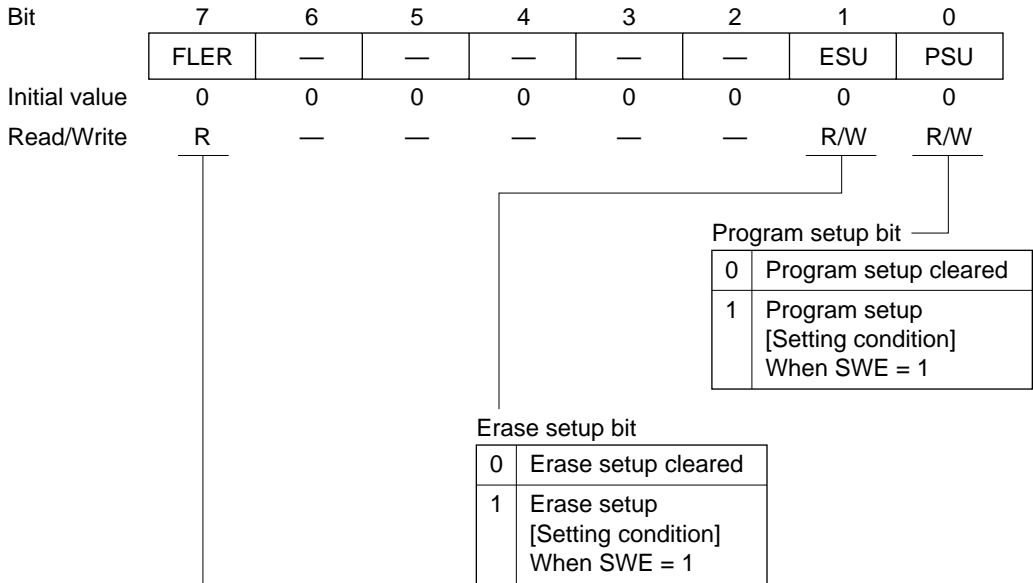 Bit 7 6 5 4 3 2 1 0
FLER — — — — — ESU PSU
Initial value 0 0 0 0 0 0 0 0
Read/Write R — — — — — R/W R/W
Program setup bit
0 Program setup cleared
1 Program setup
[Setting condition]
When SWE = 1
Erase setup bit
0 Erase setup cleared
1 Erase setup
[Setting condition]
When SWE = 1